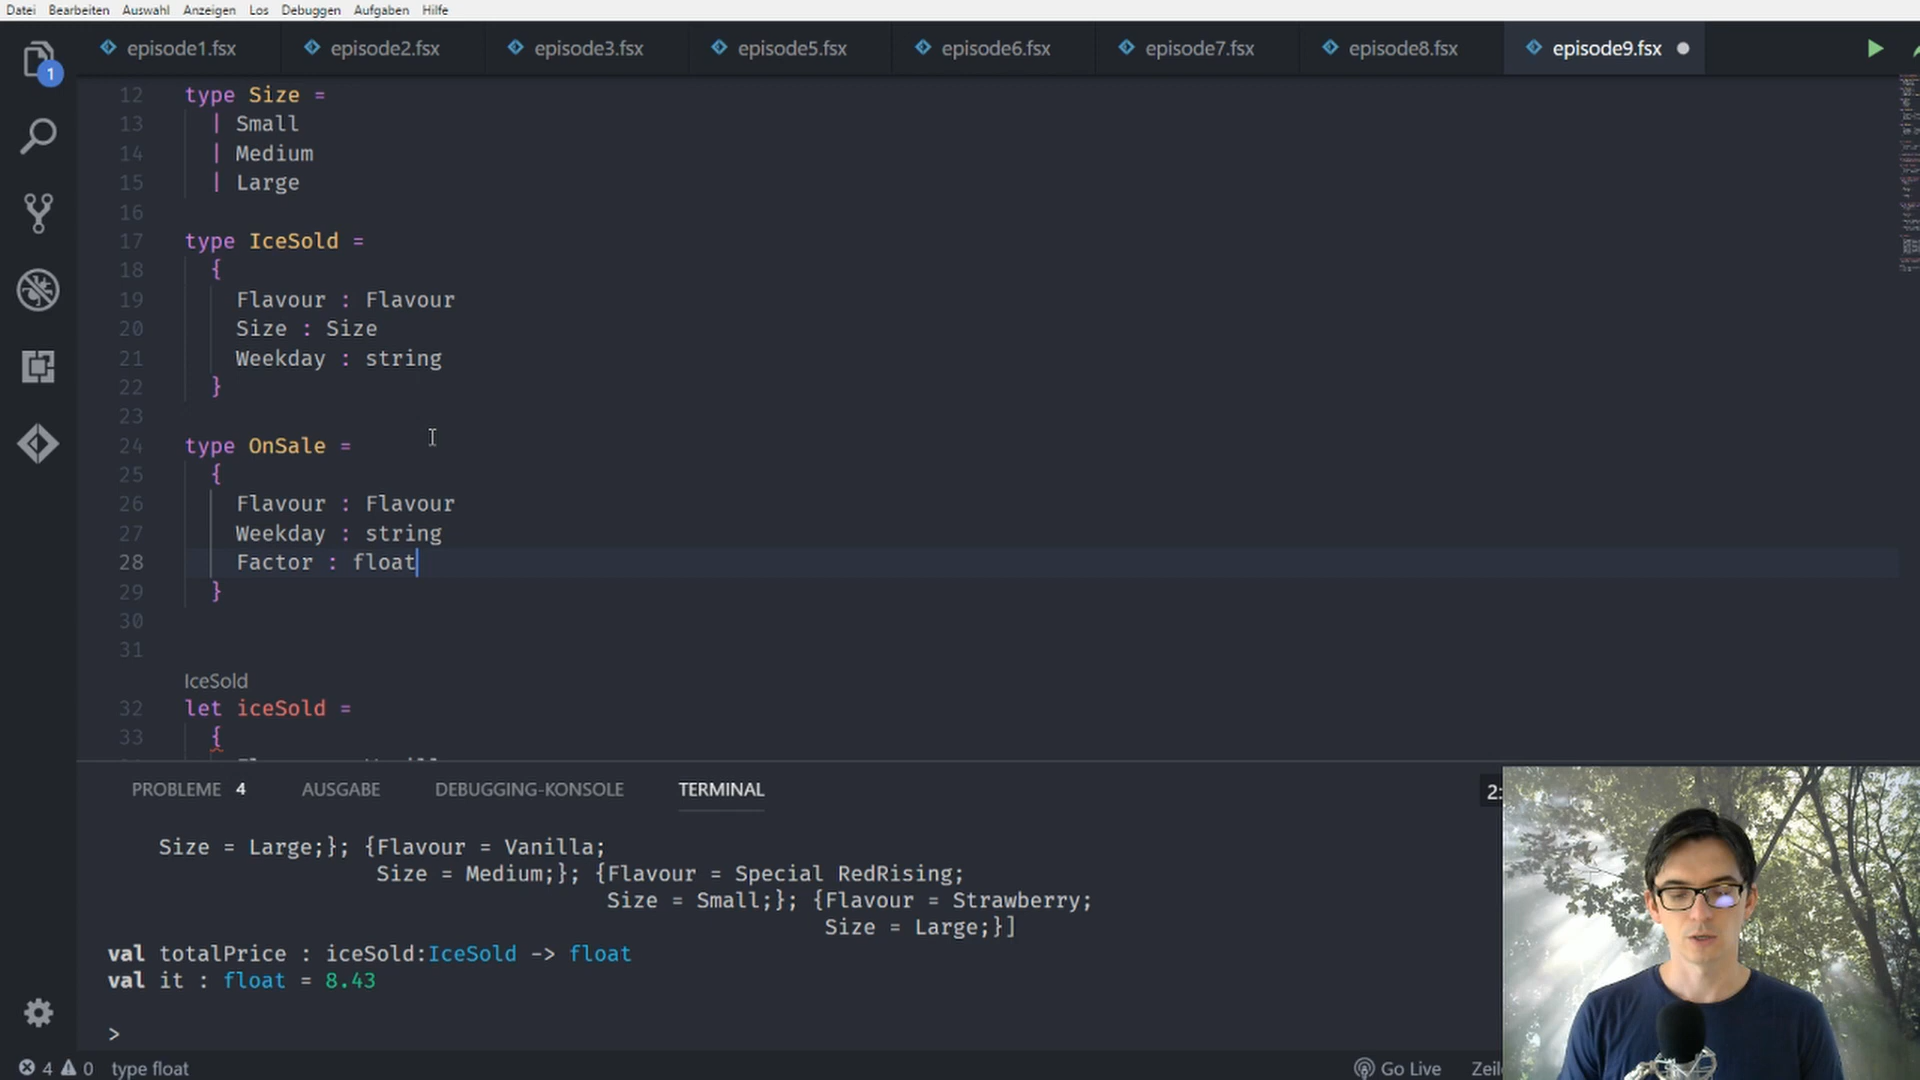 Datei Bearbeiten Auswahl Anzeigen Los Debuggen Aufgaben Hilfe
episode1.fsx episode2.fsx episode3.fsx episode5.fsx episode6.fsx episode7.fsx episode8.fsx episode9.fsx
1
12 type Size =
13 | Small
14 | Medium
15 | Large
16
17 type IceSold =
18 {
19 Flavour : Flavour
20 Size : Size
21 Weekday : string
22 }
23
24 type OnSale =
25 {
26 Flavour : Flavour
27 Weekday : string
28 Factor : float
29 }
30
31
IceSold
32 let iceSold =
33 {
PROBLEME 4 AUSGABE DEBUGGING-KONSOLE TERMINAL 2:
Size = Large;}; {Flavour = Vanilla;
Size = Medium;}; {Flavour = Special RedRising;
Size = Small;}; {Flavour = Strawberry;
Size = Large;}]
val totalPrice : iceSold:IceSold -> float
val it : float = 8.43
>
4 0 type float Go Live